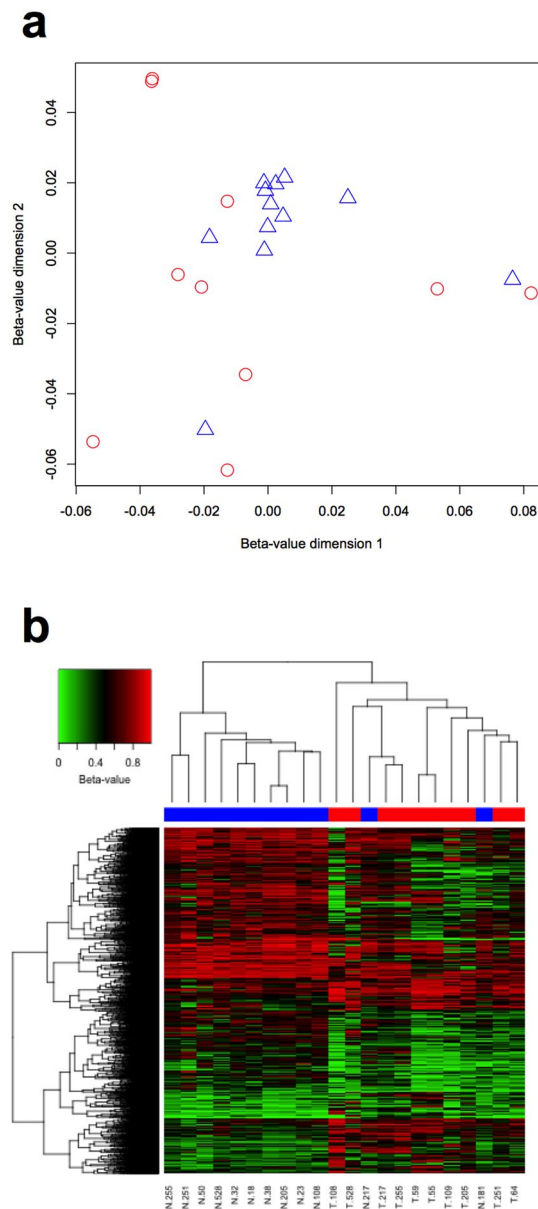 a
0.04
0.02
0.00
-0.02
-0.04
-0.06
Beta-value dimension 2
-0.06 -0.04 -0.02 0.00 0.02 0.04 0.06 0.08
Beta-value dimension 1
b
0 0.4 0.8
Beta-value
N.255
N.251
N.50
N.528
N.32
N.18
N.38
N.205
N.23
N.108
T.108
T.528
N.217
T.217
T.255
T.59
T.55
T.109
T.205
N.181
T.251
T.64